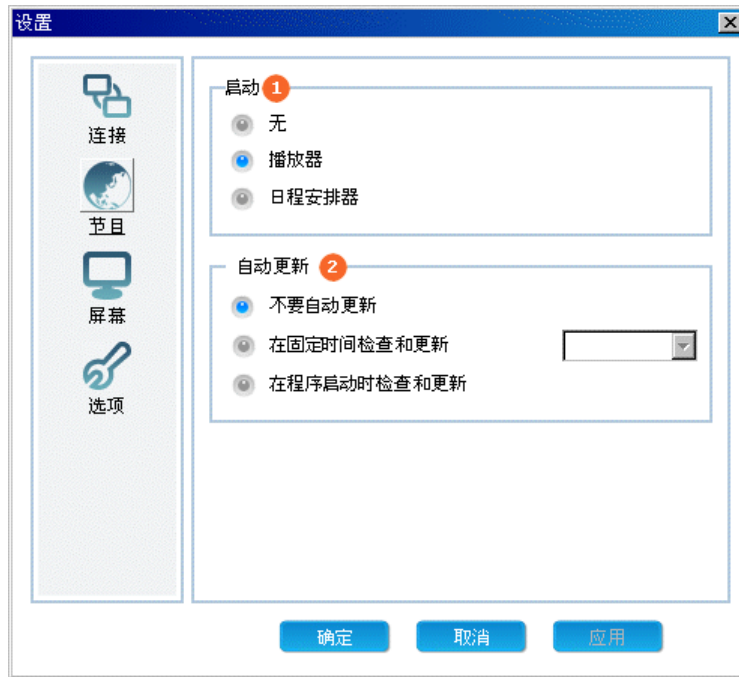 设置
连接
节目
屏幕
选项
启动 1
无
播放器
日程安排器
自动更新 2
不要自动更新
在固定时间检查和更新
在程序启动时检查和更新
确定 取消 应用